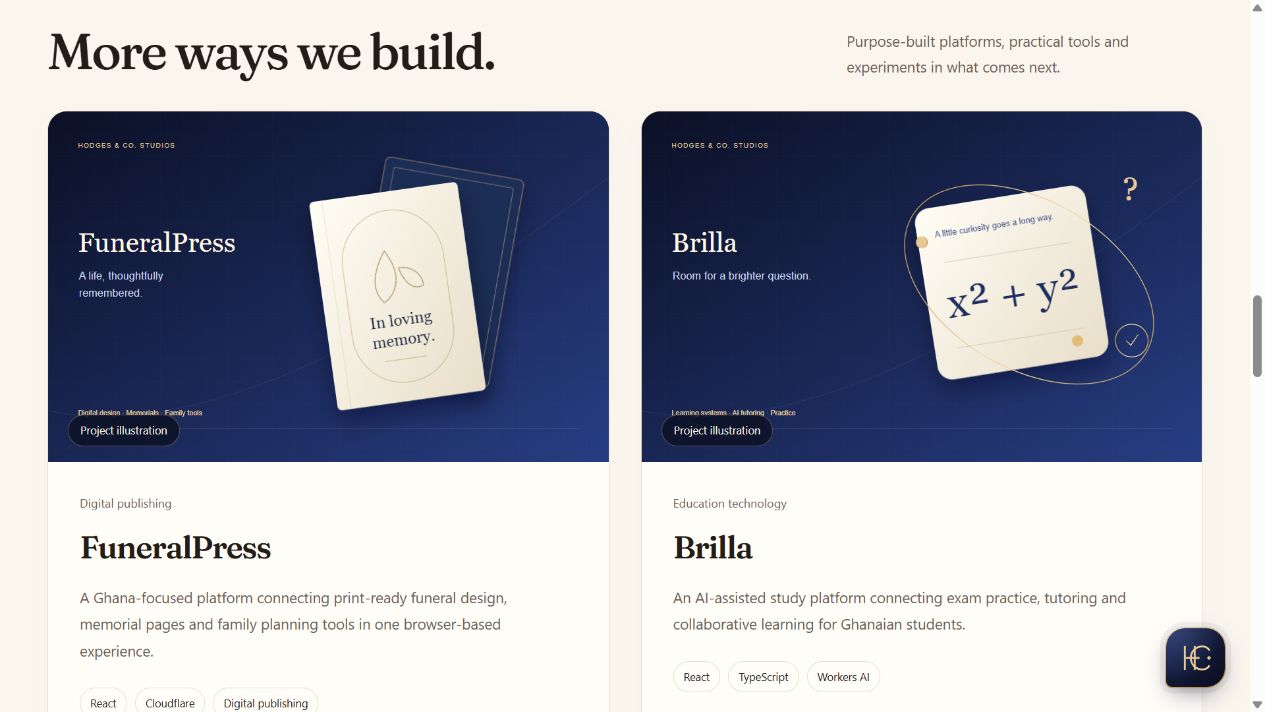 More ways we build.
Purpose-built platforms, practical tools and
experiments in what comes next.
HODGES & CO. STUDIOS
FuneralPress
A life, thoughtfully
remembered.
In loving
memory.
Digital design · Memorials · Family tools
Project illustration
Digital publishing
FuneralPress
A Ghana-focused platform connecting print-ready funeral design,
memorial pages and family planning tools in one browser-based
experience.
React
Cloudflare
Digital publishing
HODGES & CO. STUDIOS
Brilla
Room for a brighter question.
?
A little curiosity goes a long way.
x² + y²
Learning systems · AI tutoring · Practice
Project illustration
Education technology
Brilla
An AI-assisted study platform connecting exam practice, tutoring and
collaborative learning for Ghanaian students.
React
TypeScript
Workers AI
HC